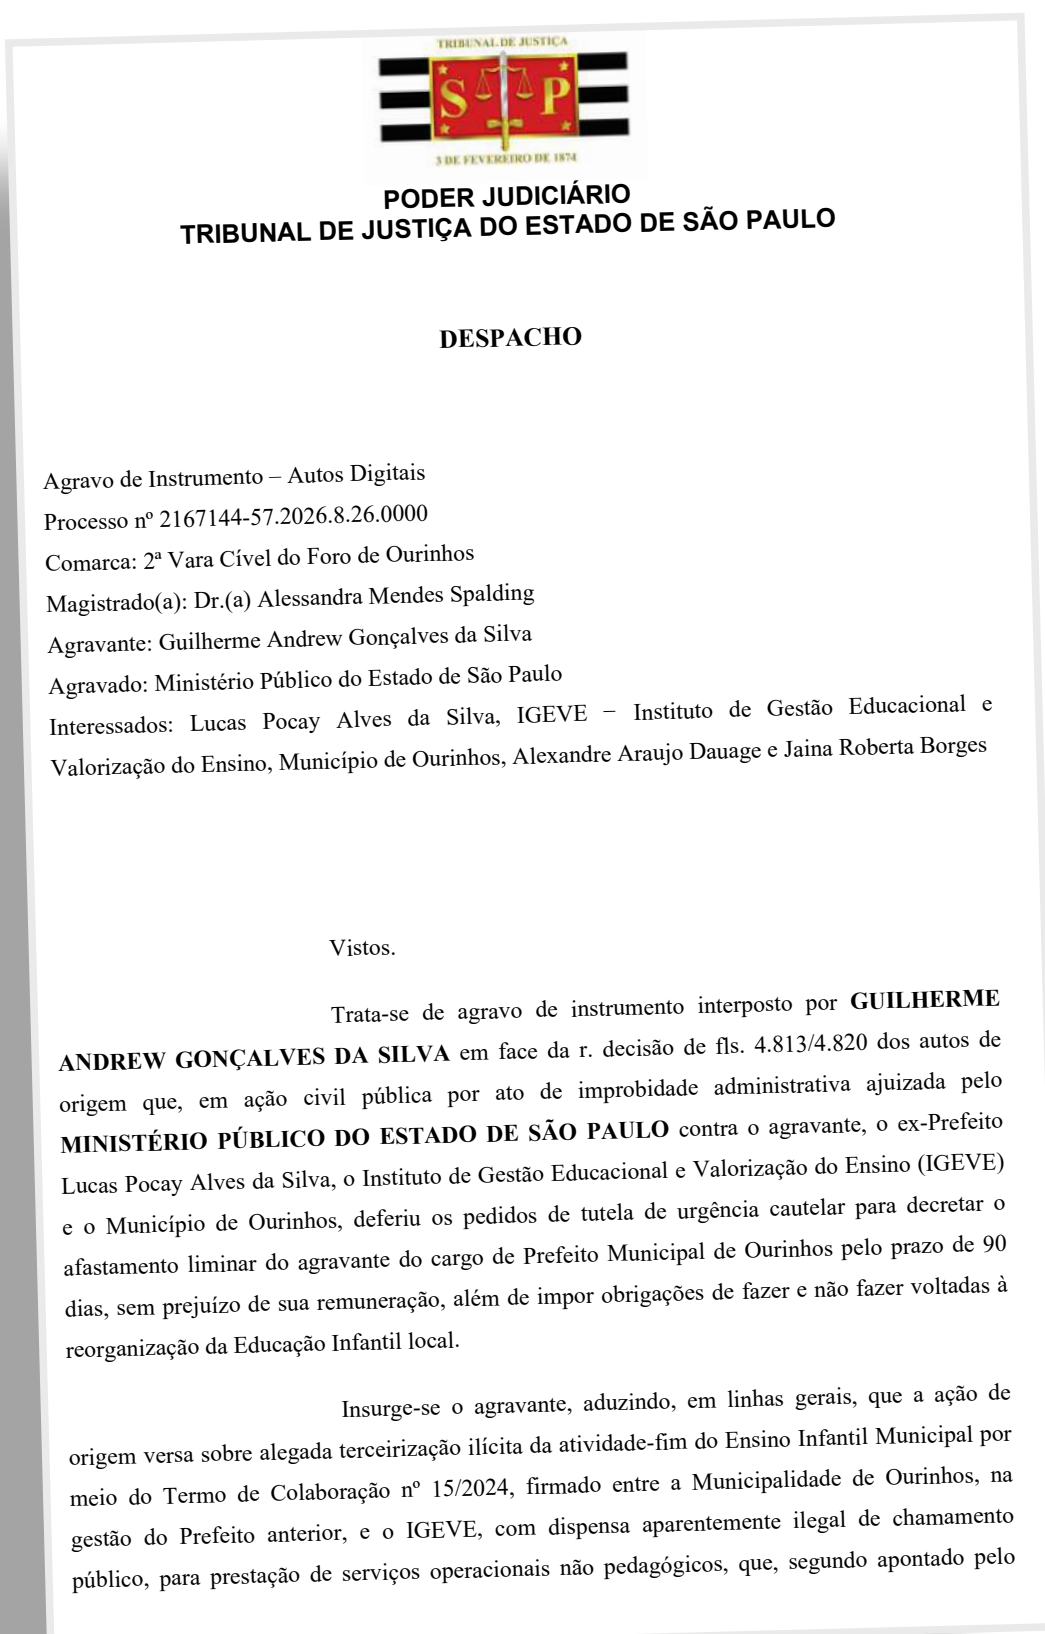 TRIBUNAL DE JUSTIÇA
S P
3 DE FEVEREIRO DE 1874
PODER JUDICIÁRIO
TRIBUNAL DE JUSTIÇA DO ESTADO DE SÃO PAULO
DESPACHO
Agravo de Instrumento – Autos Digitais
Processo nº 2167144-57.2026.8.26.0000
Comarca: 2ª Vara Cível do Foro de Ourinhos
Magistrado(a): Dr.(a) Alessandra Mendes Spalding
Agravante: Guilherme Andrew Gonçalves da Silva
Agravado: Ministério Público do Estado de São Paulo
Interessados: Lucas Pocay Alves da Silva, IGEVE – Instituto de Gestão Educacional e
Valorização do Ensino, Município de Ourinhos, Alexandre Araujo Dauage e Jaina Roberta Borges
Vistos.
Trata-se de agravo de instrumento interposto por GUILHERME
ANDREW GONÇALVES DA SILVA em face da r. decisão de fls. 4.813/4.820 dos autos de
origem que, em ação civil pública por ato de improbidade administrativa ajuizada pelo
MINISTÉRIO PÚBLICO DO ESTADO DE SÃO PAULO contra o agravante, o ex-Prefeito
Lucas Pocay Alves da Silva, o Instituto de Gestão Educacional e Valorização do Ensino (IGEVE)
e o Município de Ourinhos, deferiu os pedidos de tutela de urgência cautelar para decretar o
afastamento liminar do agravante do cargo de Prefeito Municipal de Ourinhos pelo prazo de 90
dias, sem prejuízo de sua remuneração, além de impor obrigações de fazer e não fazer voltadas à
reorganização da Educação Infantil local.
Insurge-se o agravante, aduzindo, em linhas gerais, que a ação de
origem versa sobre alegada terceirização ilícita da atividade-fim do Ensino Infantil Municipal por
meio do Termo de Colaboração nº 15/2024, firmado entre a Municipalidade de Ourinhos, na
gestão do Prefeito anterior, e o IGEVE, com dispensa aparentemente ilegal de chamamento
público, para prestação de serviços operacionais não pedagógicos, que, segundo apontado pelo